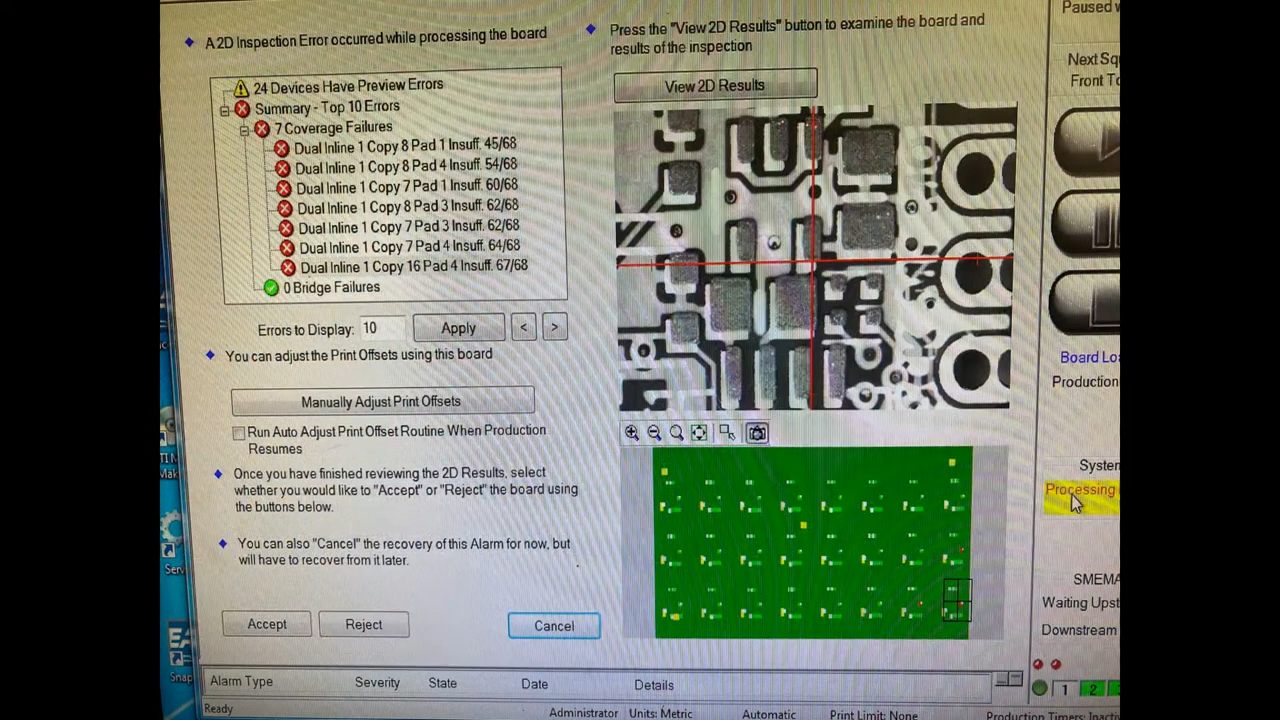 A 2D Inspection Error occurred while processing the board
24 Devices Have Preview Errors
Summary - Top 10 Errors
7 Coverage Failures
Dual Inline 1 Copy 8 Pad 1 Insuff. 45/68
Dual Inline 1 Copy 8 Pad 4 Insuff. 54/68
Dual Inline 1 Copy 7 Pad 1 Insuff. 60/68
Dual Inline 1 Copy 8 Pad 3 Insuff. 62/68
Dual Inline 1 Copy 7 Pad 3 Insuff. 62/68
Dual Inline 1 Copy 7 Pad 4 Insuff. 64/68
Dual Inline 1 Copy 16 Pad 4 Insuff. 67/68
0 Bridge Failures
Errors to Display: 10 Apply < >
You can adjust the Print Offsets using this board
Manually Adjust Print Offsets
Run Auto Adjust Print Offset Routine When Production
Resumes
Once you have finished reviewing the 2D Results, select
whether you would like to "Accept" or "Reject" the board using
the buttons below.
You can also "Cancel" the recovery of this Alarm for now, but
will have to recover from it later.
Accept Reject Cancel
Press the "View 2D Results" button to examine the board and
results of the inspection
View 2D Results
Paused
Next Squ
Front To
Board Loa
Production
System
Processing
SMEMA
Waiting Upst
Downstream
1 2
Alarm Type Severity State Date Details
Ready Administrator Units: Metric Automatic Print Limit: None Production Timers: Inactiv
Serv
Snap